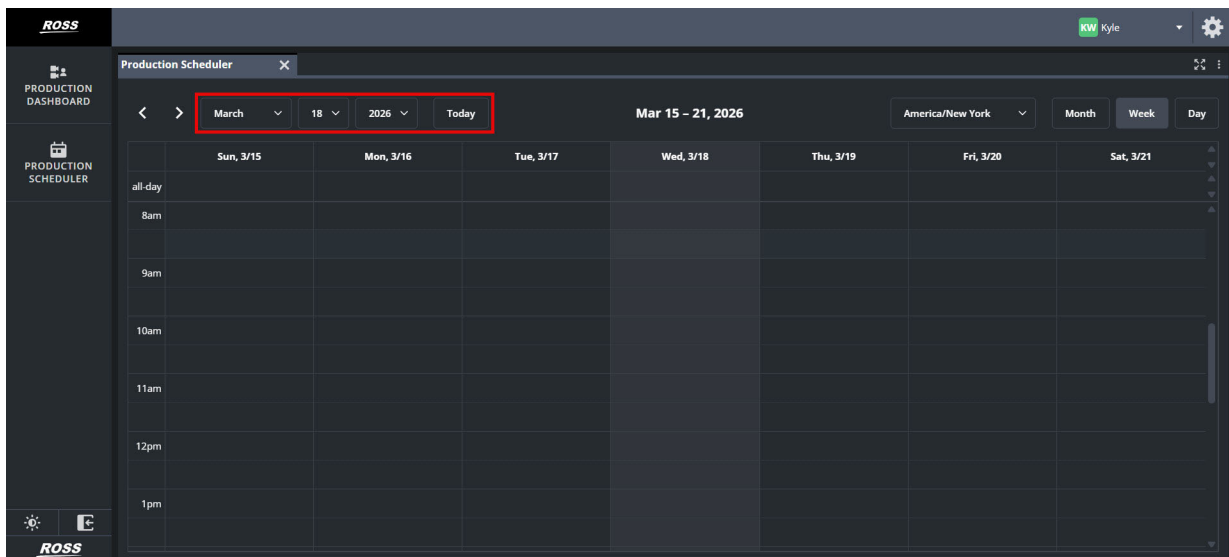 ROSS
KW Kyle
PRODUCTION
DASHBOARD
PRODUCTION
SCHEDULER
Production Scheduler
March 18 2026 Today
Mar 15 – 21, 2026
America/New York
Month Week Day
Sun, 3/15 Mon, 3/16 Tue, 3/17 Wed, 3/18 Thu, 3/19 Fri, 3/20 Sat, 3/21
all-day
8am
9am
10am
11am
12pm
1pm
ROSS